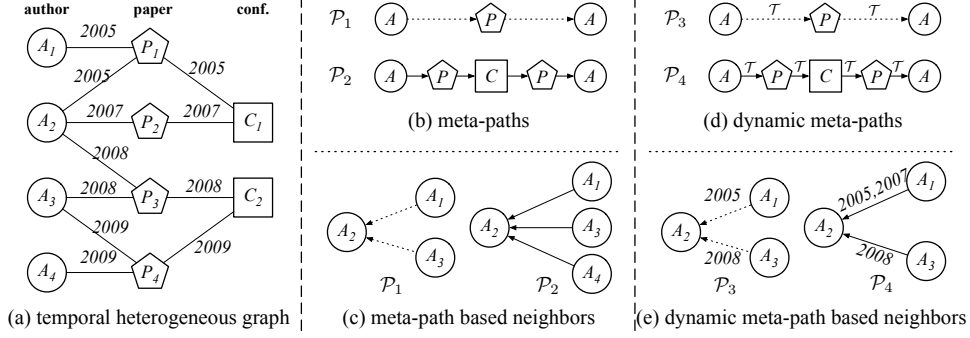 author paper conf.
A1 2005 P1
2005 2005
A2 2007 P2 2007 C1
2008
A3 2008 P3 2008 C2
2009 2009
A4 2009 P4
(a) temporal heterogeneous graph
P1 A P A
P2 A P C P A
(b) meta-paths
A2 A1 A3 P1
A2 A1 A3 A4 P2
(c) meta-path based neighbors
P3 A T P T A
P4 A T P T C T P T A
(d) dynamic meta-paths
A2 2005 A1 2008 A3 P3
A2 2005,2007 A1 2008 A3 P4
(e) dynamic meta-path based neighbors